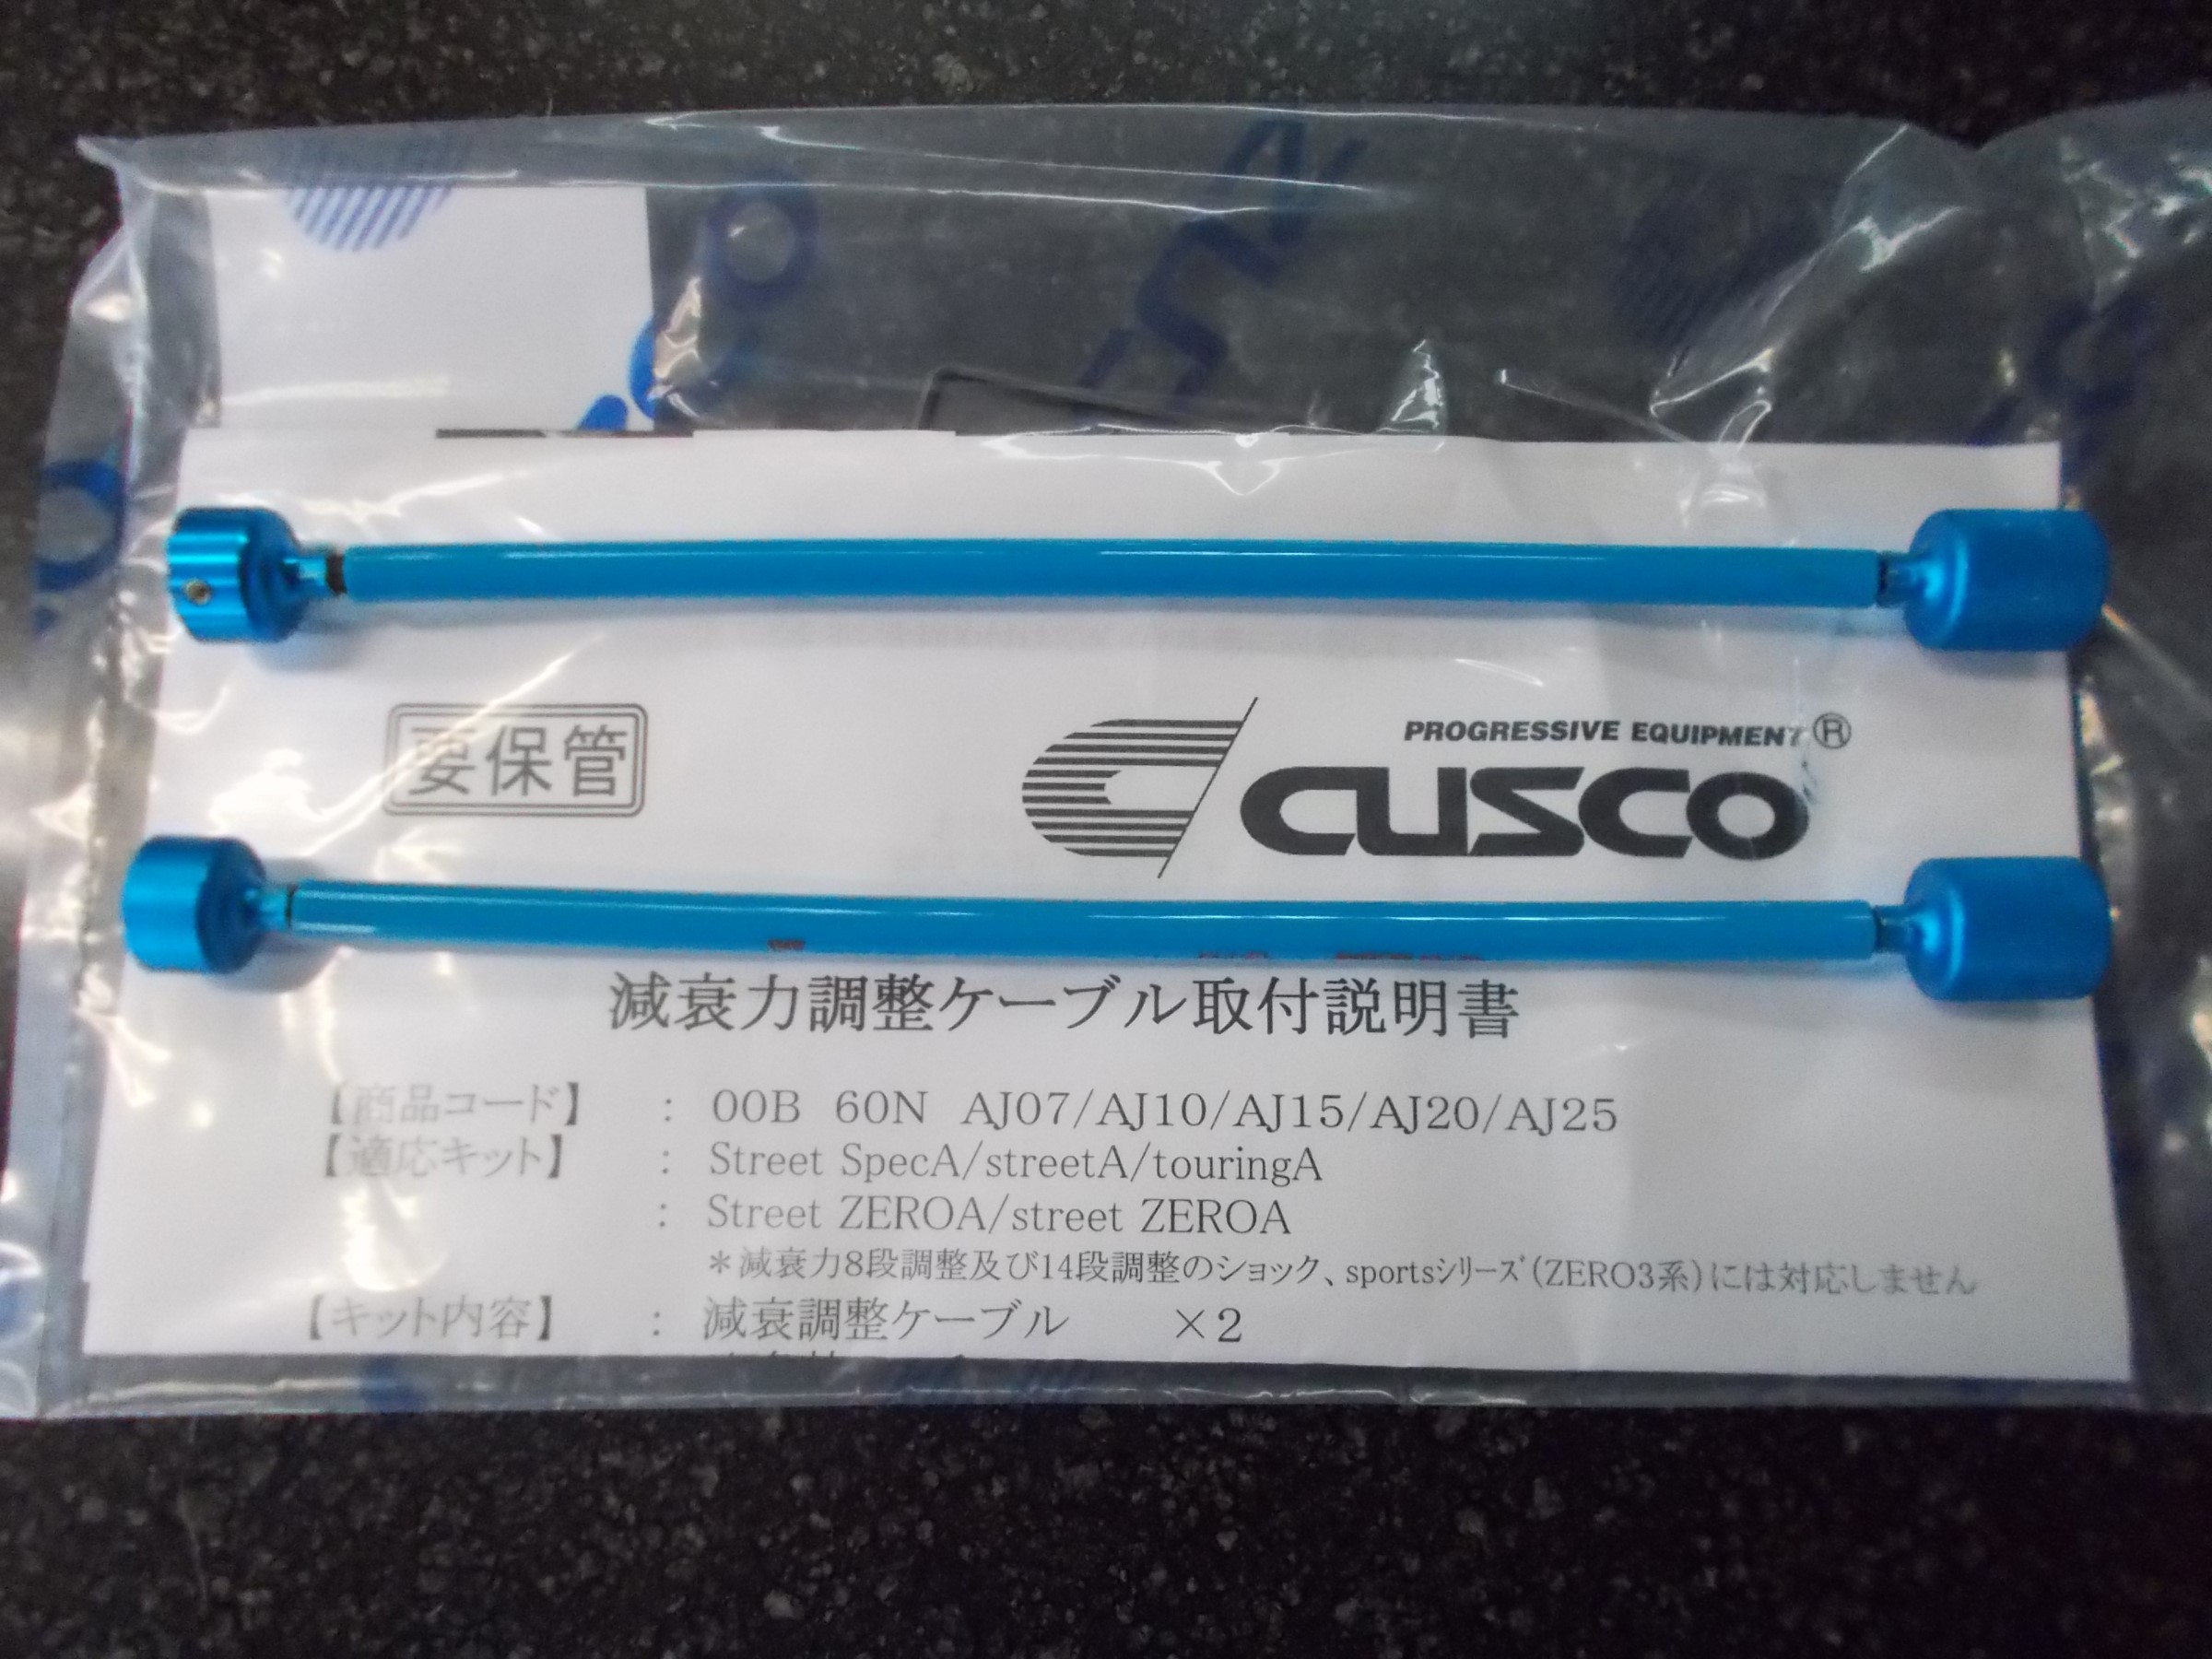 要保管
PROGRESSIVE EQUIPMENT®
CUSCO
減衰力調整ケーブル取付説明書
【商品コード】 : 00B 60N AJ07/AJ10/AJ15/AJ20/AJ25
【適応キット】 : Street SpecA/streetA/touringA
: Street ZEROA/street ZEROA
＊減衰力8段調整及び14段調整のショック、sportsｼﾘｰｽﾞ(ZERO3系)には対応しません
【キット内容】 : 減衰調整ケーブル ×2